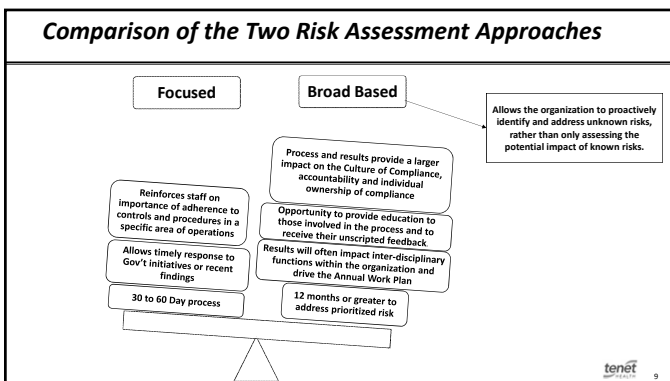 Comparison of the Two Risk Assessment Approaches
Focused
Broad Based
Allows the organization to proactively
identify and address unknown risks,
rather than only assessing the
potential impact of known risks.
Reinforces staff on
importance of adherence to
controls and procedures in a
specific area of operations
Allows timely response to
Gov't initiatives or recent
findings
30 to 60 Day process
Process and results provide a larger
impact on the Culture of Compliance,
accountability and individual
ownership of compliance
Opportunity to provide education to
those involved in the process and to
receive their unscripted feedback.
Results will often impact inter-disciplinary
functions within the organization and
drive the Annual Work Plan
12 months or greater to
address prioritized risk
tenet
HEALTH
9